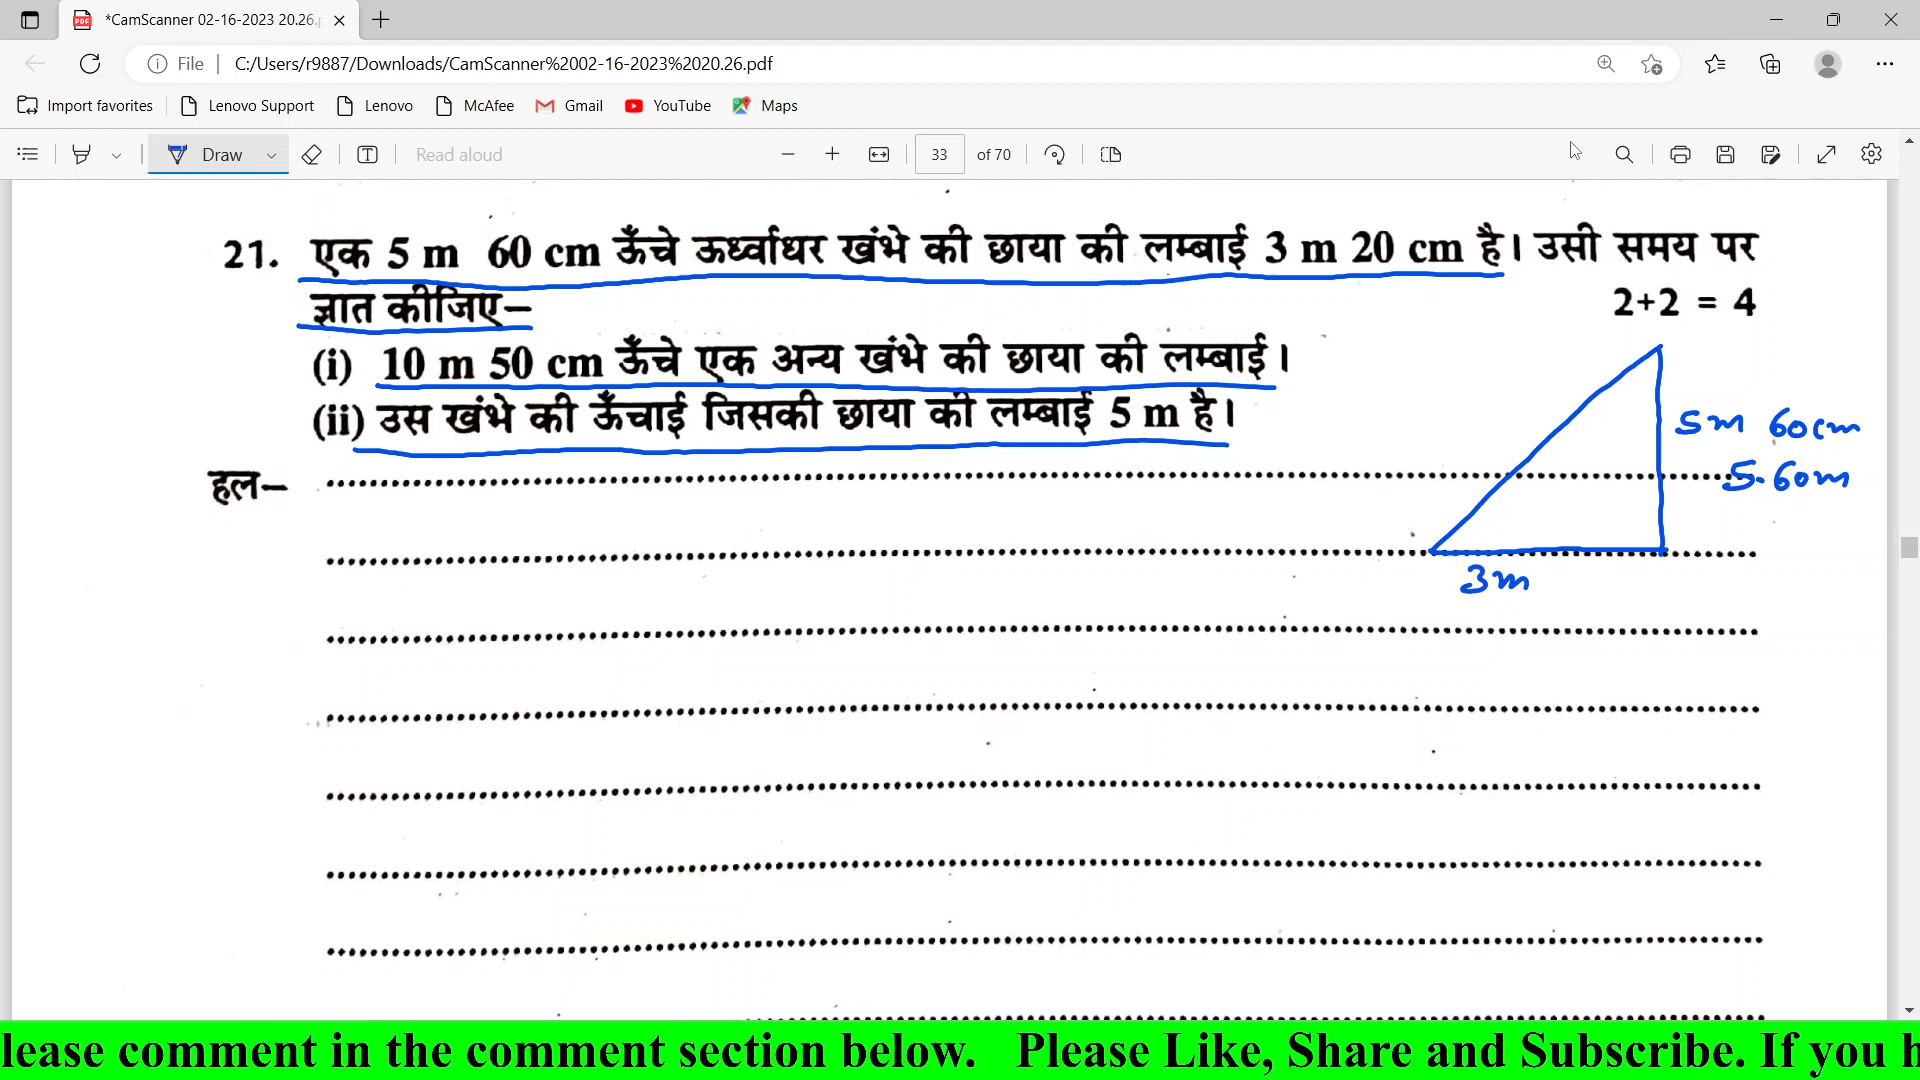 *CamScanner 02-16-2023 20.26.
File C:/Users/r9887/Downloads/CamScanner%2002-16-2023%2020.26.pdf
Import favorites Lenovo Support Lenovo McAfee Gmail YouTube Maps
Draw Read aloud 33 of 70
21. एक 5 m 60 cm ऊँचे ऊर्ध्वाधर खंभे की छाया की लम्बाई 3 m 20 cm है। उसी समय पर
ज्ञात कीजिए– 2+2 = 4
(i) 10 m 50 cm ऊँचे एक अन्य खंभे की छाया की लम्बाई।
(ii) उस खंभे की ऊँचाई जिसकी छाया की लम्बाई 5 m है।
5m 60cm
5.60m
हल–
3m
lease comment in the comment section below. Please Like, Share and Subscribe. If you h